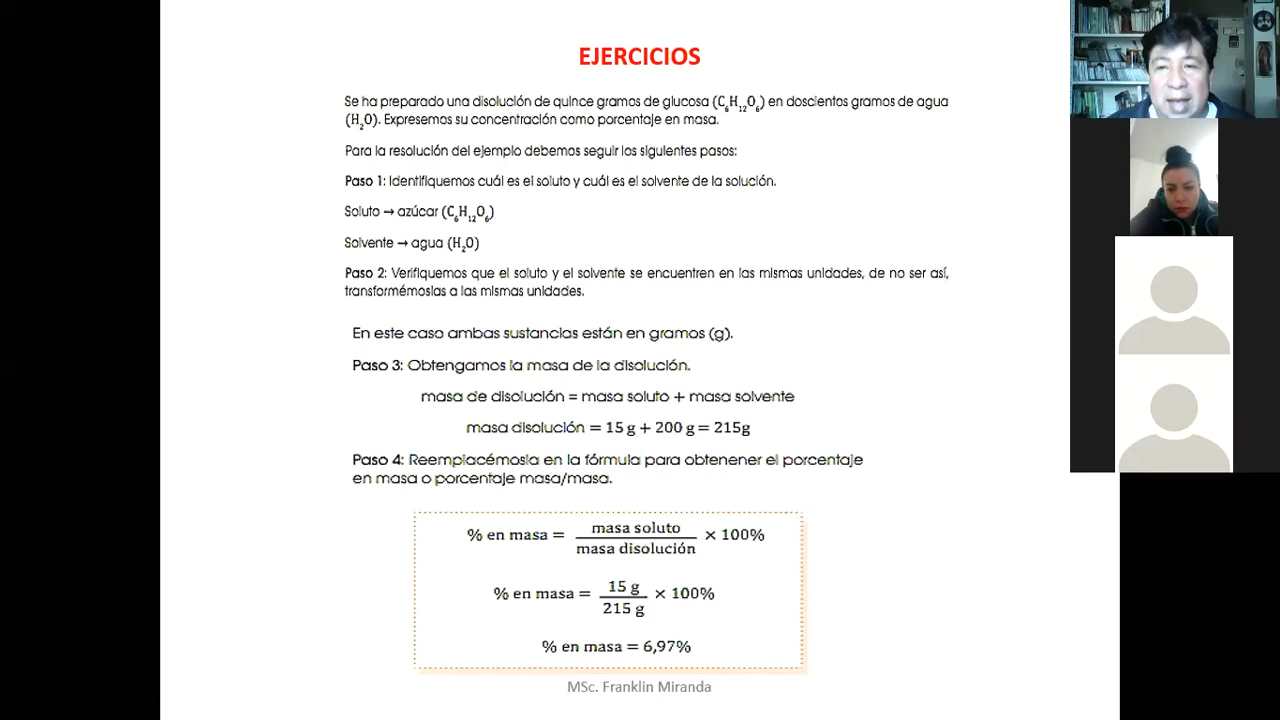 EJERCICIOS
Se ha preparado una disolución de quince gramos de glucosa (C₆H₁₂O₆) en doscientos gramos de agua
(H₂O). Expresemos su concentración como porcentaje en masa.
Para la resolución del ejemplo debemos seguir los siguientes pasos:
Paso 1: Identifiquemos cuál es el soluto y cuál es el solvente de la solución.
Soluto → azúcar (C₆H₁₂O₆)
Solvente → agua (H₂O)
Paso 2: Verifiquemos que el soluto y el solvente se encuentren en las mismas unidades, de no ser así,
transformémoslas a las mismas unidades.
En este caso ambas sustancias están en gramos (g).
Paso 3: Obtengamos la masa de la disolución.
masa de disolución = masa soluto + masa solvente
masa disolución = 15 g + 200 g = 215g
Paso 4: Reemplacémosla en la fórmula para obtenener el porcentaje
en masa o porcentaje masa/masa.
% en masa = masa soluto / masa disolución × 100%
% en masa = 15 g / 215 g × 100%
% en masa = 6,97%
MSc. Franklin Miranda